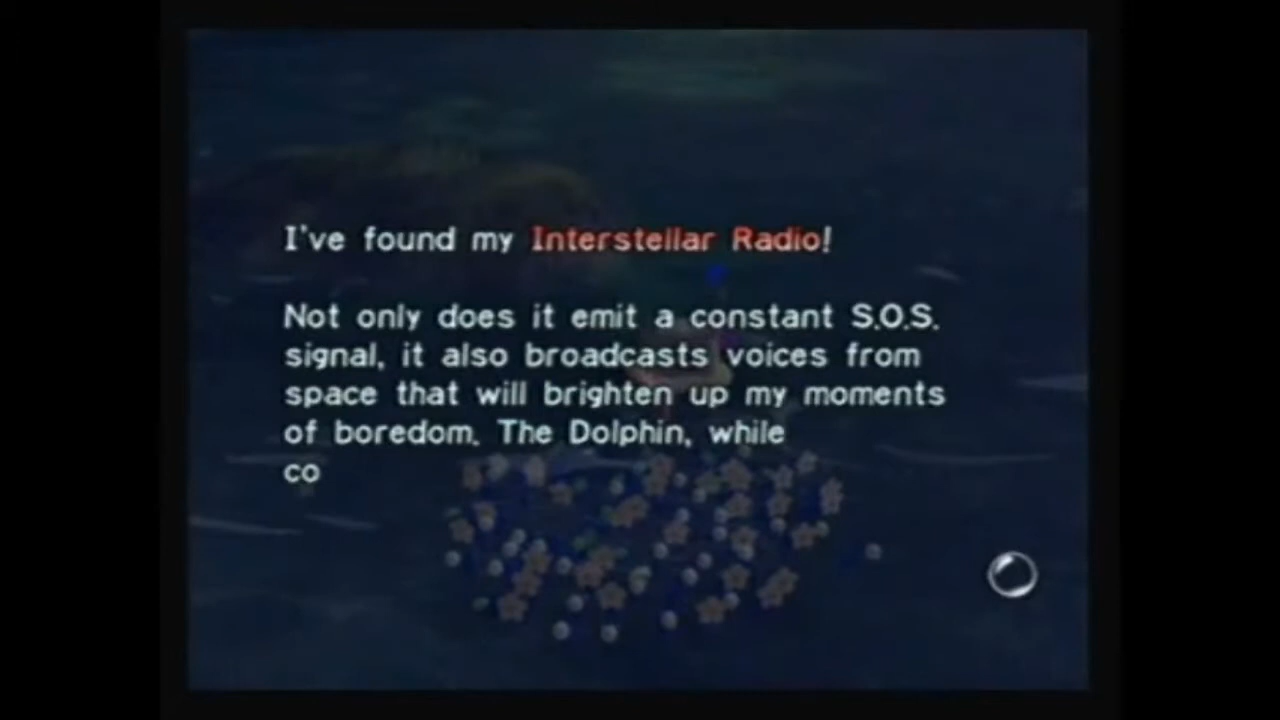 I've found my Interstellar Radio!
Not only does it emit a constant S.O.S.
signal, it also broadcasts voices from
space that will brighten up my moments
of boredom. The Dolphin, while
co